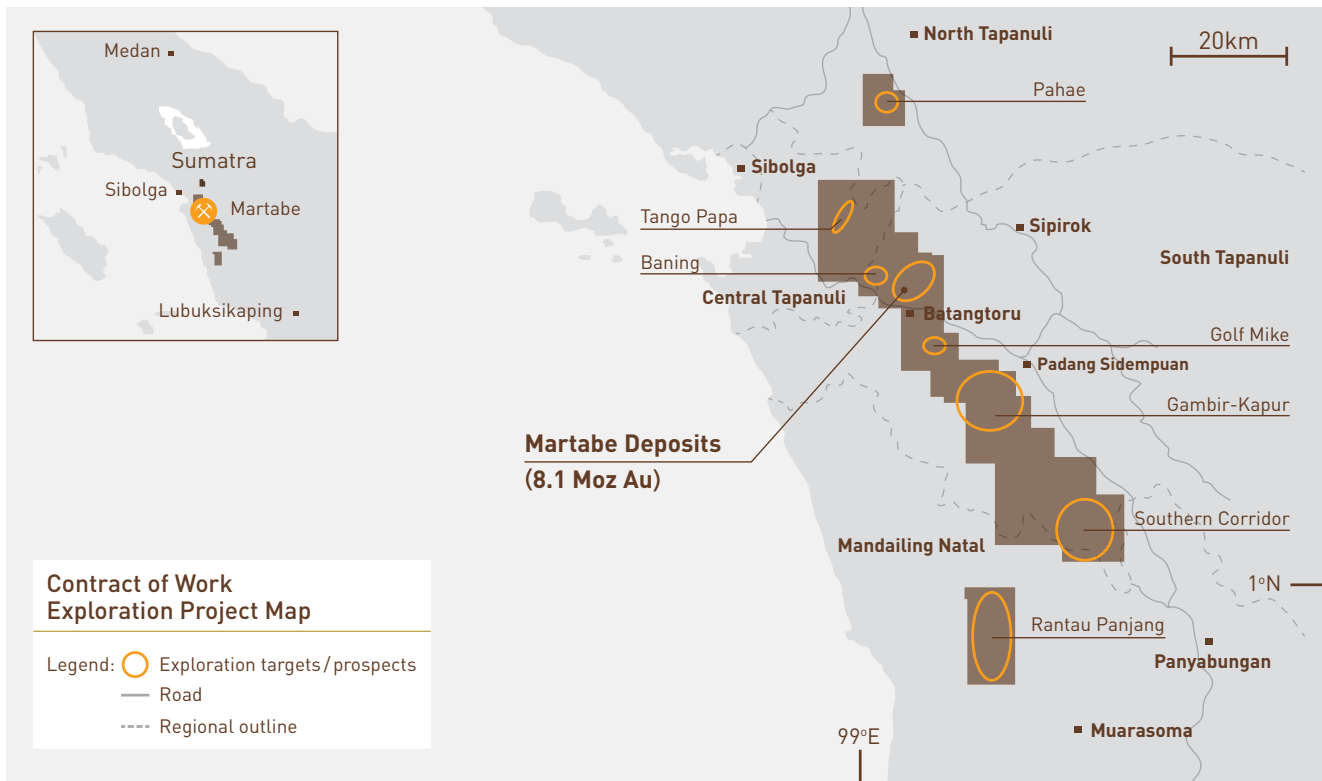 Medan
Sumatra
Sibolga
Martabe
Lubuksikaping
North Tapanuli
20km
Pahae
Sibolga
Tango Papa
Sipirok
Baning
South Tapanuli
Central Tapanuli
Batangtoru
Golf Mike
Padang Sidempuan
Gambir-Kapur
Martabe Deposits
(8.1 Moz Au)
Southern Corridor
Mandailing Natal
1°N
Rantau Panjang
Panyabungan
Muarasoma
99°E
Contract of Work
Exploration Project Map
Legend: Exploration targets/prospects
Road
Regional outline